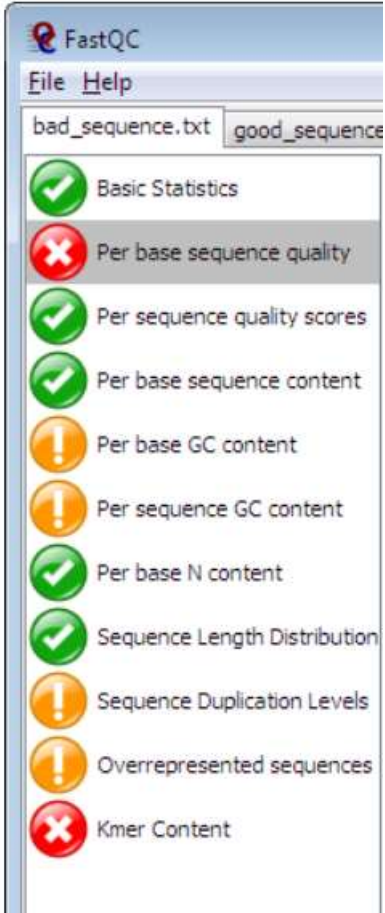 FastQC
File Help
bad_sequence.txt good_sequence
Basic Statistics
Per base sequence quality
Per sequence quality scores
Per base sequence content
Per base GC content
Per sequence GC content
Per base N content
Sequence Length Distribution
Sequence Duplication Levels
Overrepresented sequences
Kmer Content